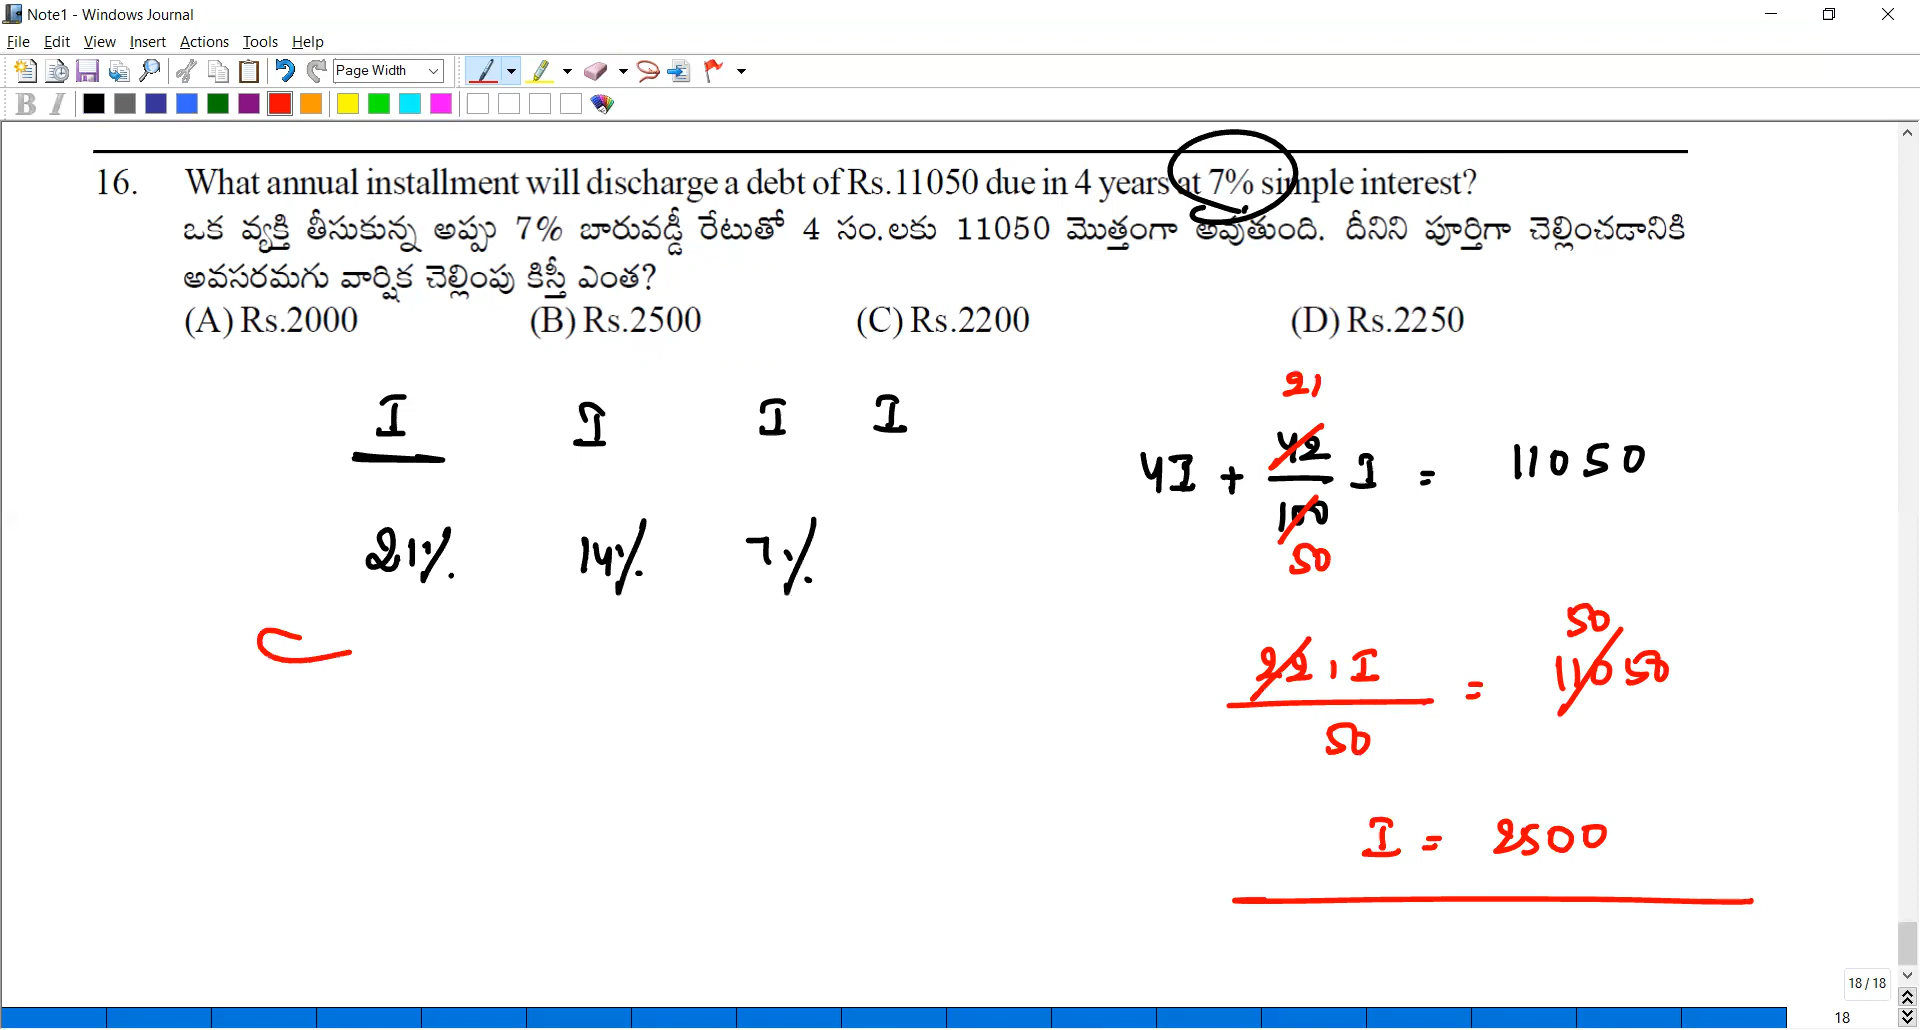 Note1 - Windows Journal
File Edit View Insert Actions Tools Help
Page Width
B I
16. What annual installment will discharge a debt of Rs.11050 due in 4 years at 7% simple interest?
ఒక వ్యక్తి తీసుకున్న అప్పు 7% బారువడ్డీ రేటుతో 4 సం.లకు 11050 మొత్తంగా అవుతుంది. దీనిని పూర్తిగా చెల్లించడానికి
అవసరమగు వార్షిక చెల్లింపు కిస్తీ ఎంత?
(A) Rs.2000 (B) Rs.2500 (C) Rs.2200 (D) Rs.2250
21
I I I I
4I + 42/100 I = 11050
50
21% 14% 7%
50
221 I / 50 = 11050
I = 2500
18 / 18
18